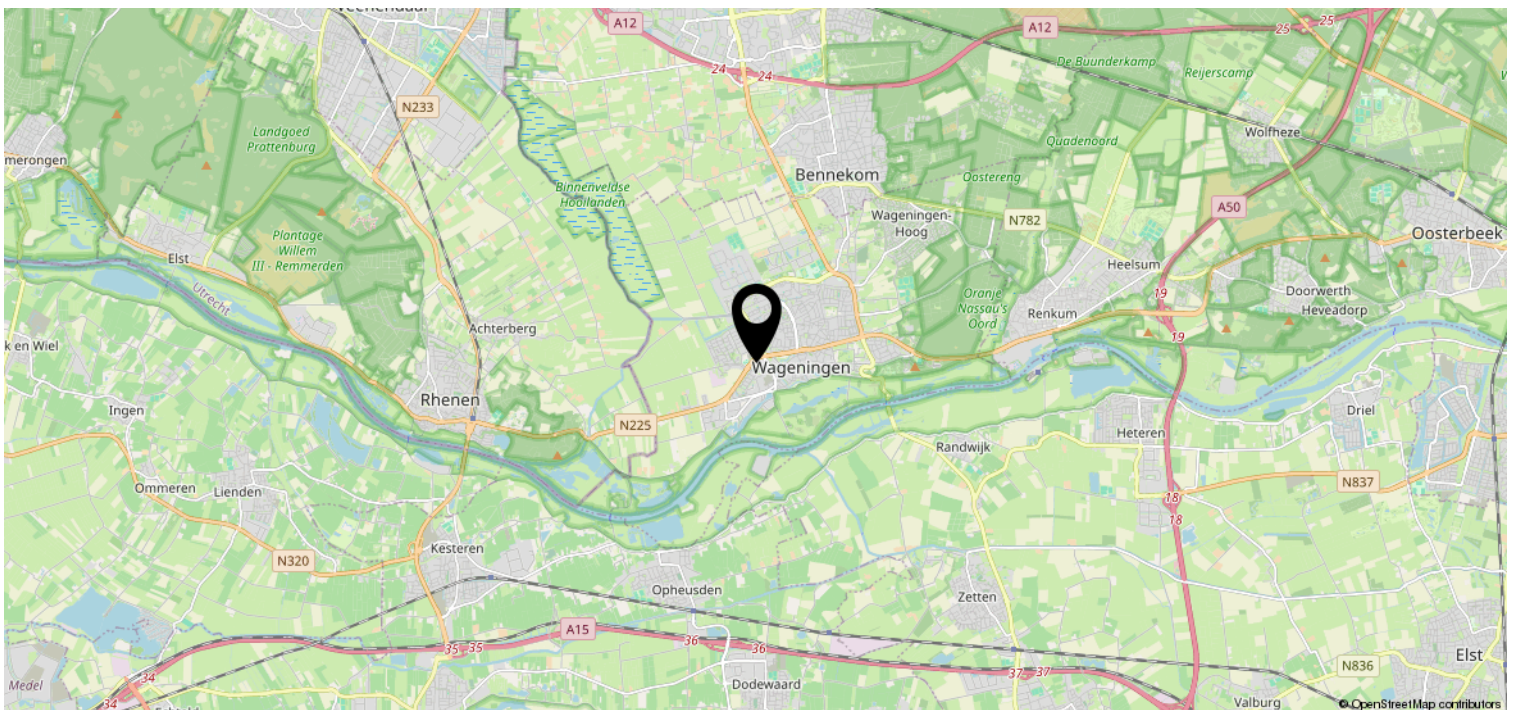 Veenendaal
A12
A12
25
25
24
24
De Buunderkamp
Reijerscamp
N233
Landgoed
Prattenburg
Wolfheze
Quadenoord
merongen
Bennekom
Oostereng
Binnenveldse
Hooilanden
Wageningen-
Hoog
N782
A50
Plantage
Willem
III - Remmerden
Elst
Oosterbeek
Heelsum
Utrecht
Oranje
Nassau's
Oord
19
Doorwerth
Heveadorp
Renkum
Achterberg
k en Wiel
19
Wageningen
Rhenen
Ingen
N225
Driel
Heteren
Randwijk
Ommeren
Lienden
N837
18
18
Kesteren
N320
Opheusden
Zetten
A15
35
35
36
36
Elst
N836
37
37
Medel
34
34
Dodewaard
Valburg
© OpenStreetMap contributors